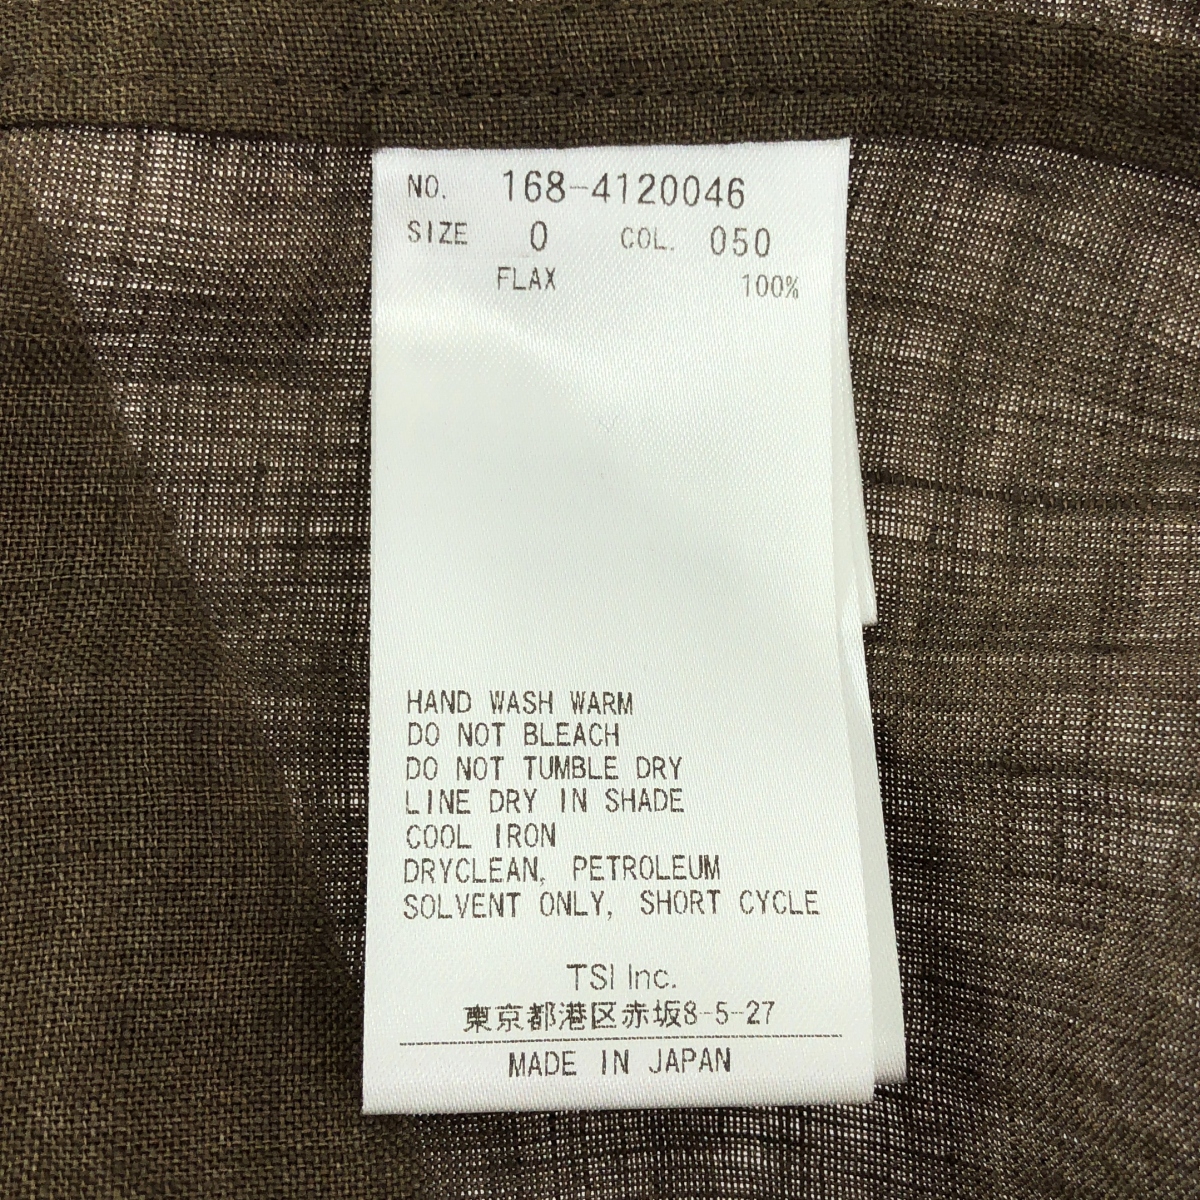 NO. 168-4120046
SIZE 0 COL. 050
FLAX 100%
HAND WASH WARM
DO NOT BLEACH
DO NOT TUMBLE DRY
LINE DRY IN SHADE
COOL IRON
DRYCLEAN, PETROLEUM
SOLVENT ONLY, SHORT CYCLE
TSI Inc.
東京都港区赤坂8-5-27
MADE IN JAPAN